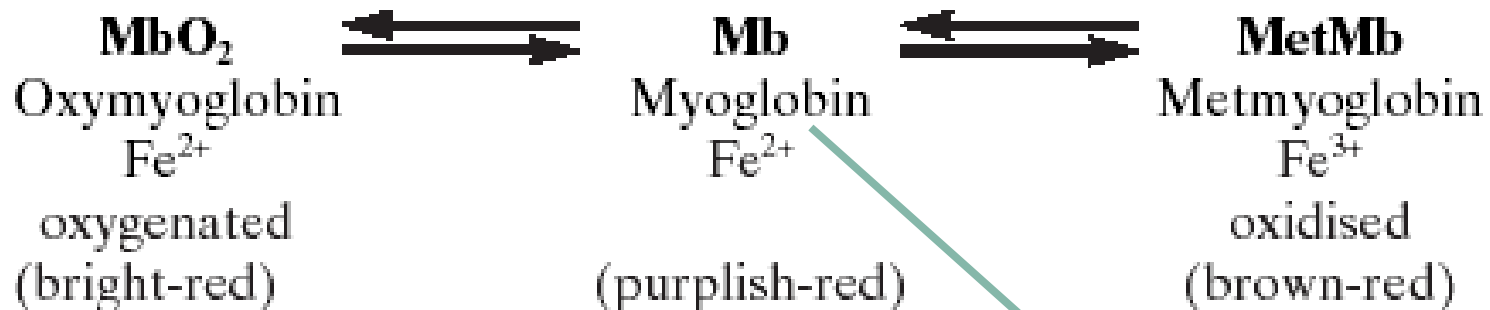 MbO₂ Mb MetMb
Oxymyoglobin Myoglobin Metmyoglobin
Fe²⁺ Fe²⁺ Fe³⁺
oxygenated oxidised
(bright-red) (purplish-red) (brown-red)